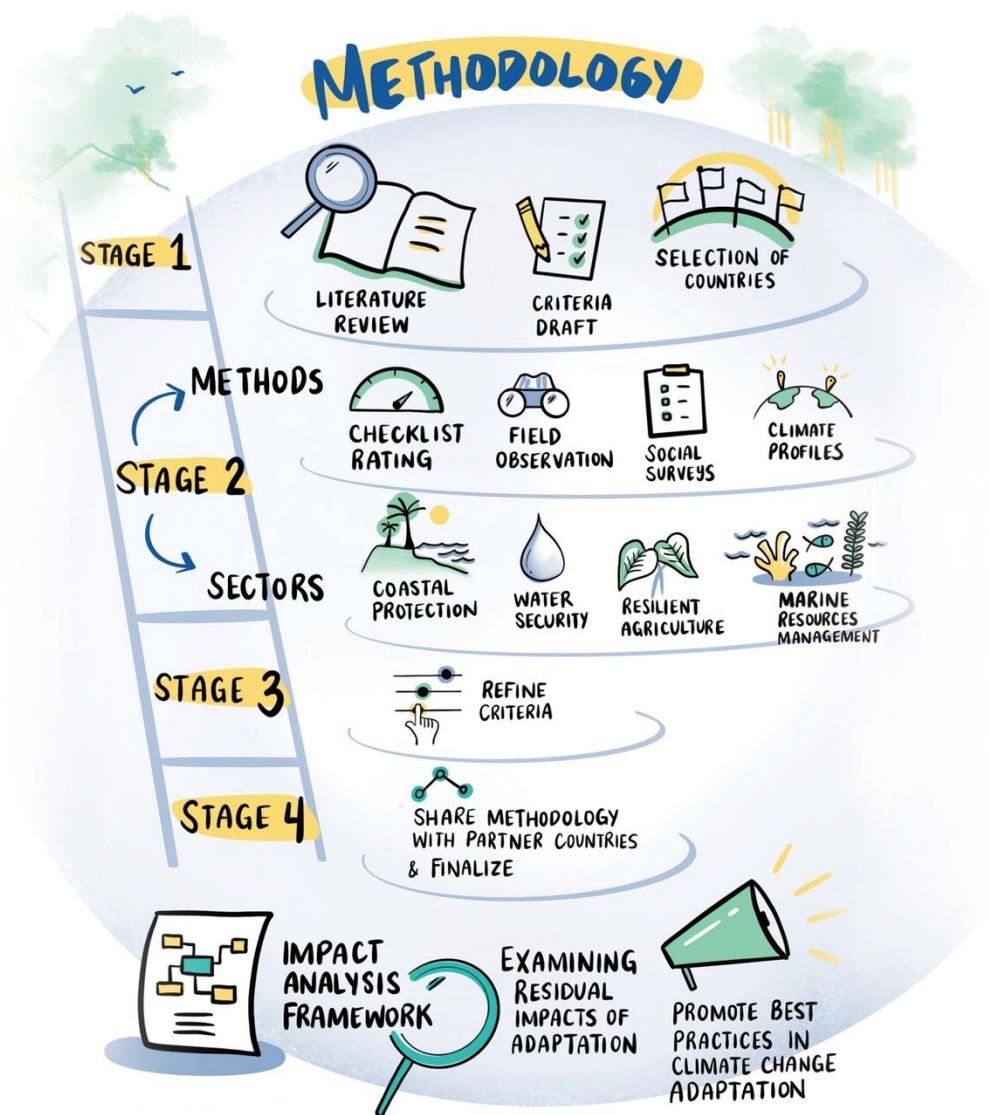 METHODOLOGY
STAGE 1
LITERATURE
REVIEW
CRITERIA
DRAFT
SELECTION OF
COUNTRIES
STAGE 2
METHODS
CHECKLIST
RATING
FIELD
OBSERVATION
SOCIAL
SURVEYS
CLIMATE
PROFILES
SECTORS
COASTAL
PROTECTION
WATER
SECURITY
RESILIENT
AGRICULTURE
MARINE
RESOURCES
MANAGEMENT
STAGE 3
REFINE
CRITERIA
STAGE 4
SHARE METHODOLOGY
WITH PARTNER COUNTRIES
& FINALIZE
IMPACT
ANALYSIS
FRAMEWORK
EXAMINING
RESIDUAL
IMPACTS OF
ADAPTATION
PROMOTE BEST
PRACTICES IN
CLIMATE CHANGE
ADAPTATION